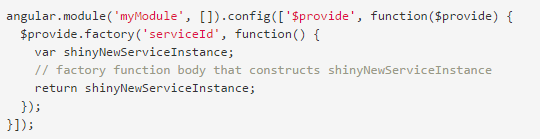 angular.module('myModule', []).config(['$provide', function($provide) {
  $provide.factory('serviceId', function() {
    var shinyNewServiceInstance;
    // factory function body that constructs shinyNewServiceInstance
    return shinyNewServiceInstance;
  });
}]);